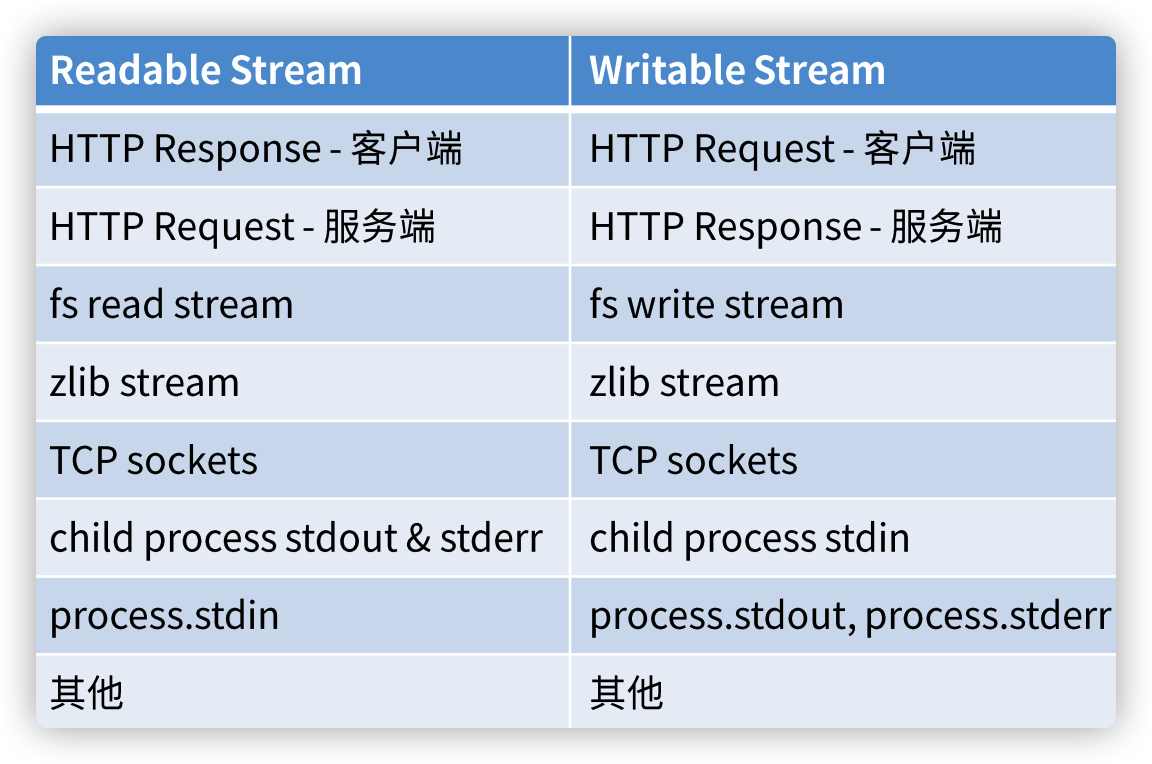 Readable Stream Writable Stream
HTTP Response - 客户端 HTTP Request - 客户端
HTTP Request - 服务端 HTTP Response - 服务端
fs read stream fs write stream
zlib stream zlib stream
TCP sockets TCP sockets
child process stdout & stderr child process stdin
process.stdin process.stdout, process.stderr
其他 其他